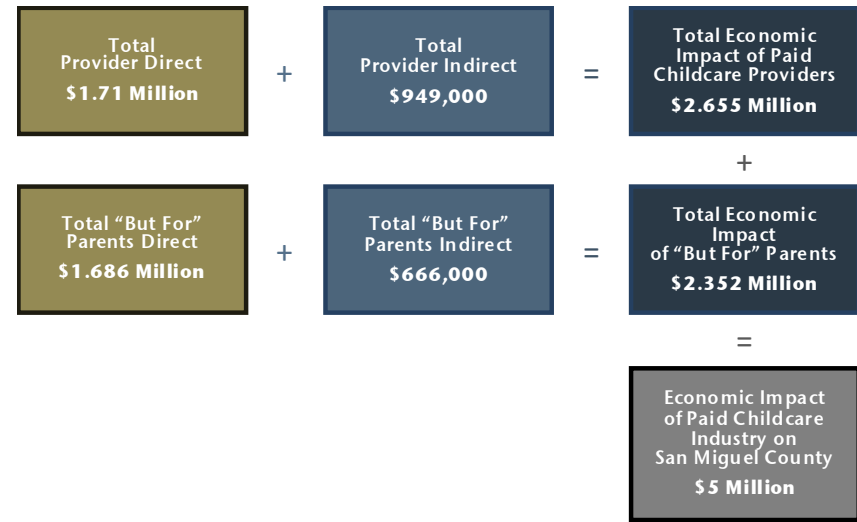 Total
Provider Direct
$1.71 Million
+
Total
Provider Indirect
$949,000
=
Total Economic
Impact of Paid
Childcare Providers
$2.655 Million
+
Total “But For”
Parents Direct
$1.686 Million
+
Total “But For”
Parents Indirect
$666,000
=
Total Economic
Impact
of “But For” Parents
$2.352 Million
=
Economic Impact
of Paid Childcare
Industry on
San Miguel County
$5 Million